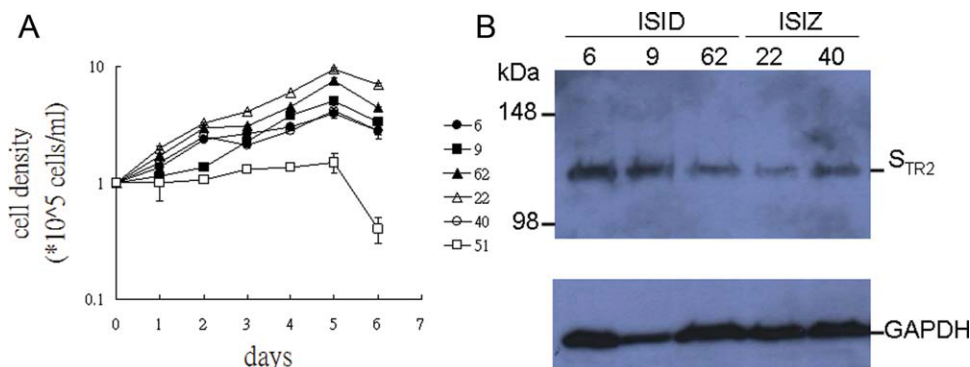 A
cell density
(*10^5 cells/ml)
10
1
0.1
0 1 2 3 4 5 6 7
days
6
9
62
22
40
51
B
ISID ISIZ
kDa 6 9 62 22 40
148
98
STR2
GAPDH